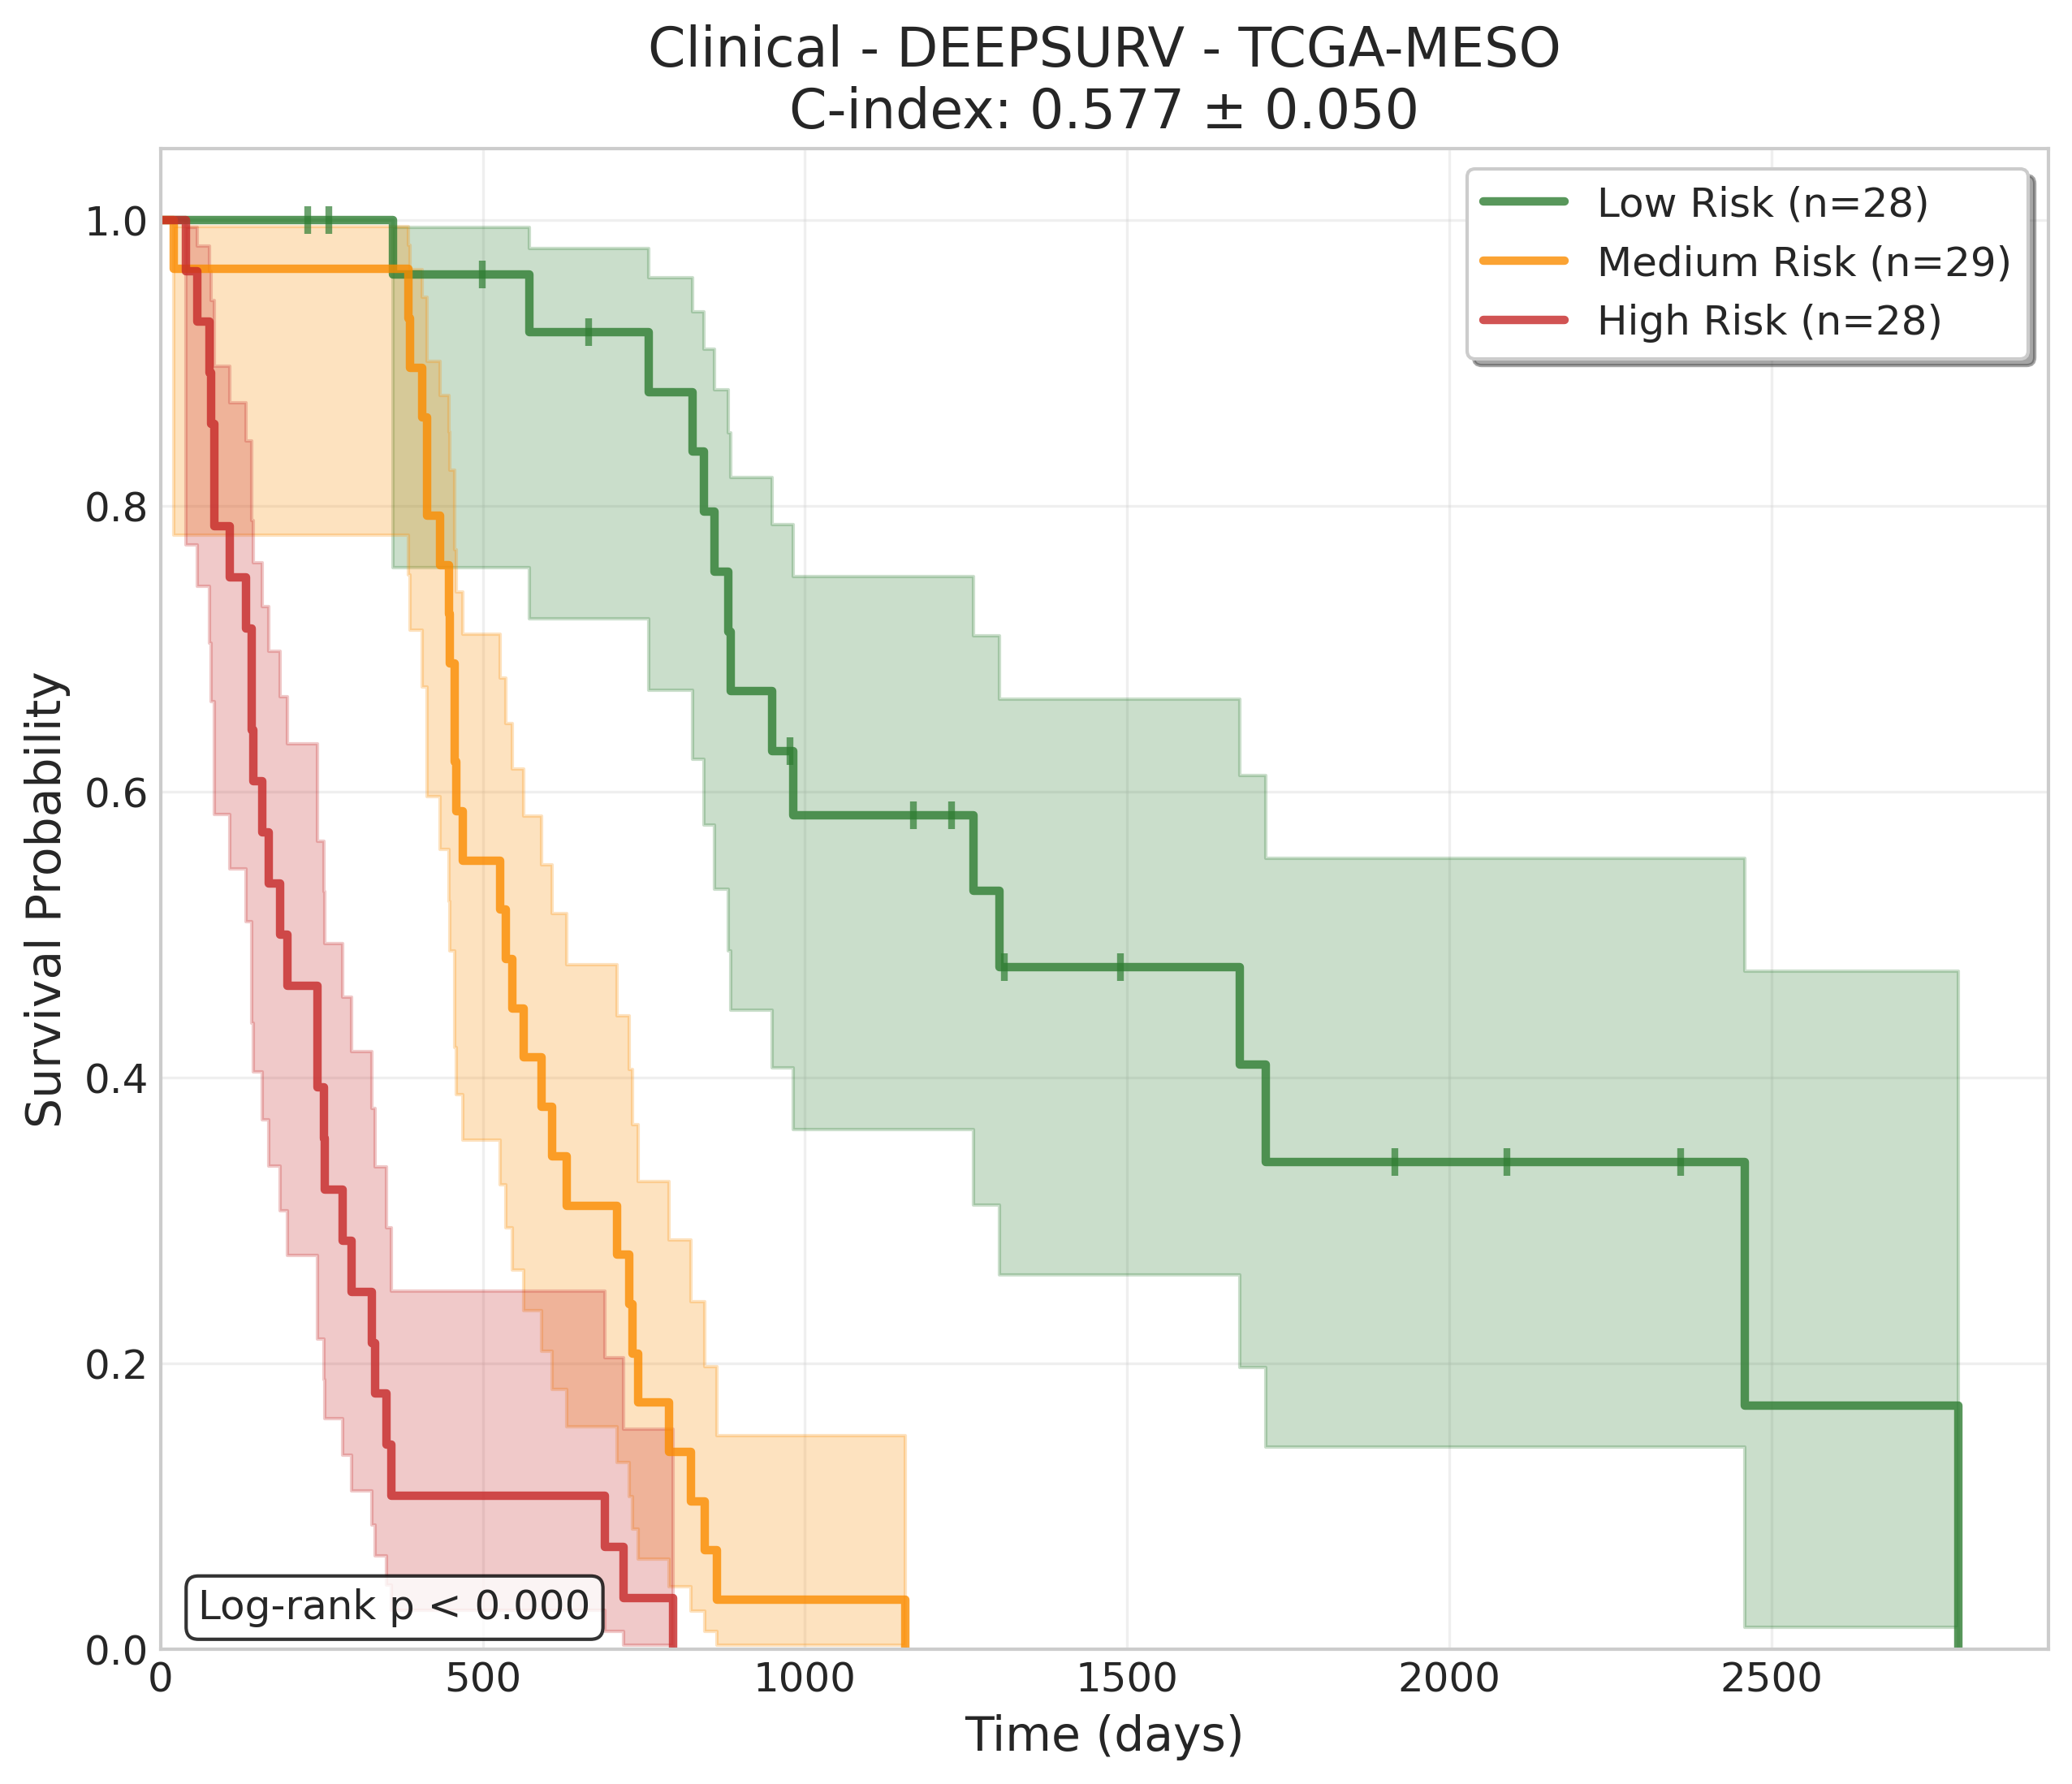 Clinical - DEEPSURV - TCGA-MESO
C-index: 0.577 ± 0.050
Low Risk (n=28)
Medium Risk (n=29)
High Risk (n=28)
Survival Probability
1.0
0.8
0.6
0.4
0.2
0.0
Log-rank p < 0.000
0 500 1000 1500 2000 2500
Time (days)